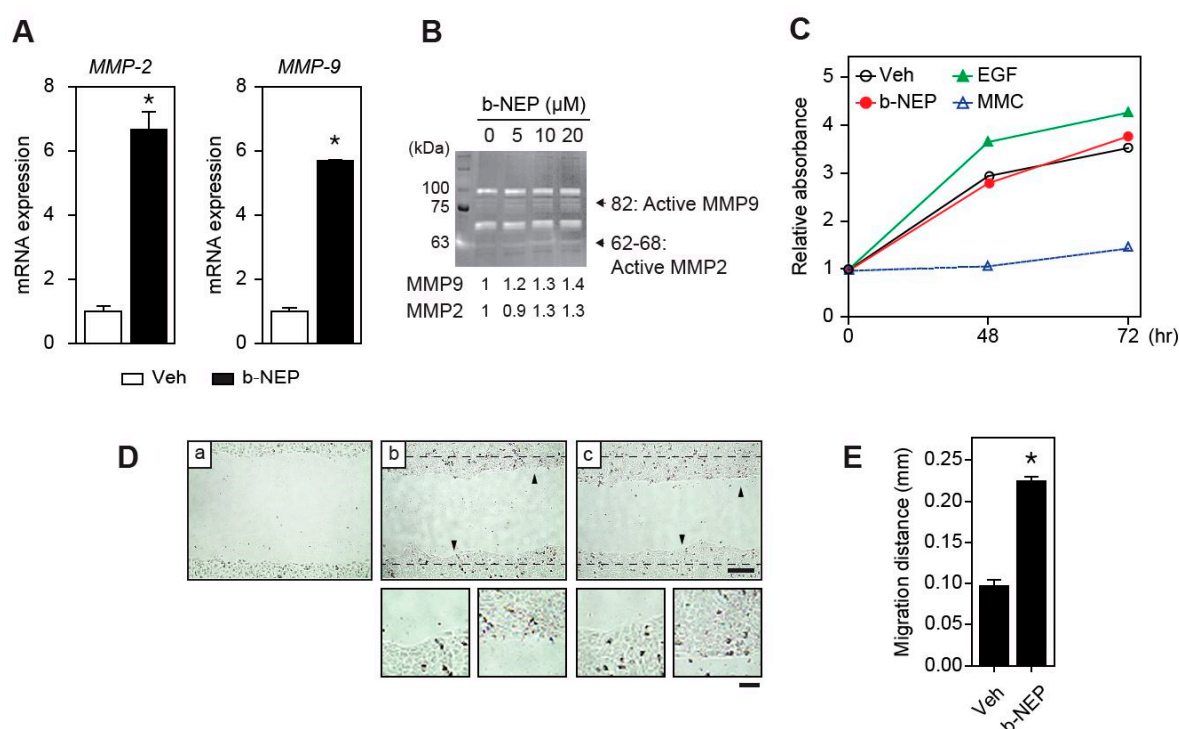 A
MMP-2
MMP-9
mRNA expression
8
6
4
2
0
*
mRNA expression
8
6
4
2
0
*
Veh
b-NEP
B
b-NEP (µM)
0 5 10 20
(kDa)
100
75
63
82: Active MMP9
62-68:
Active MMP2
MMP9 1 1.2 1.3 1.4
MMP2 1 0.9 1.3 1.3
C
Veh EGF
b-NEP MMC
Relative absorbance
5
4
3
2
1
0
0 48 72 (hr)
D
a b c
E
Migration distance (mm)
0.25
0.20
0.15
0.10
0.05
0.00
*
Veh
b-NEP